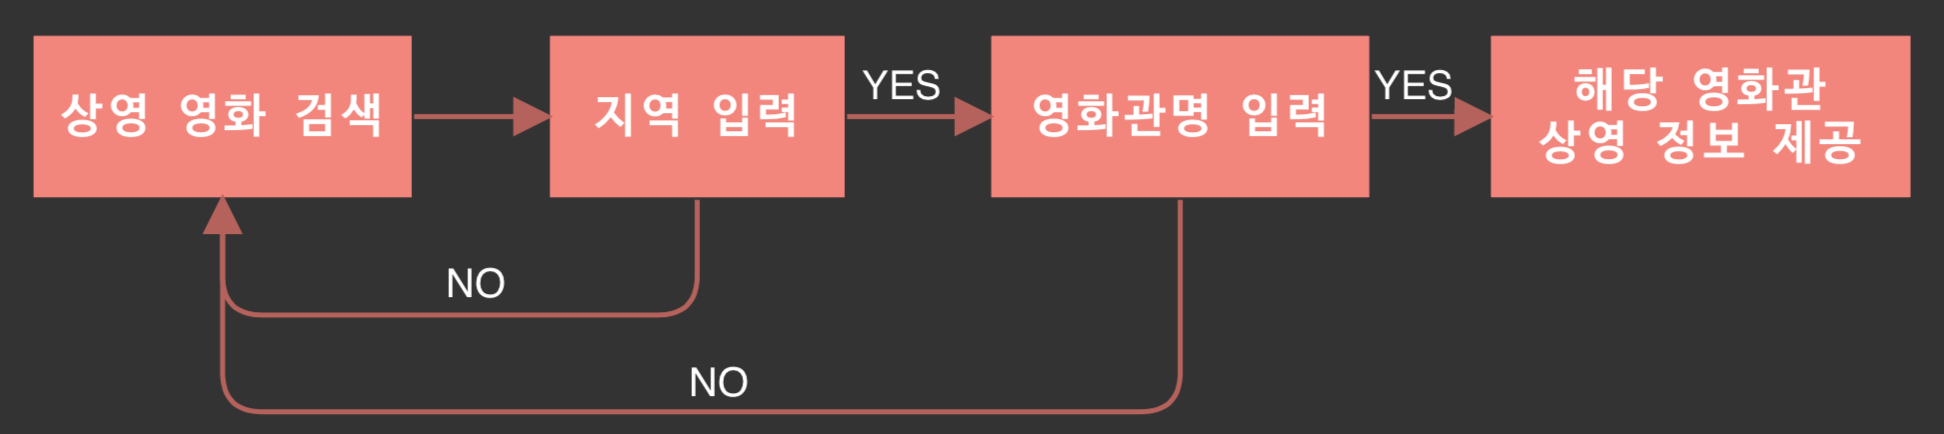 상영 영화 검색
지역 입력
YES
영화관명 입력
YES
해당 영화관
상영 정보 제공
NO
NO